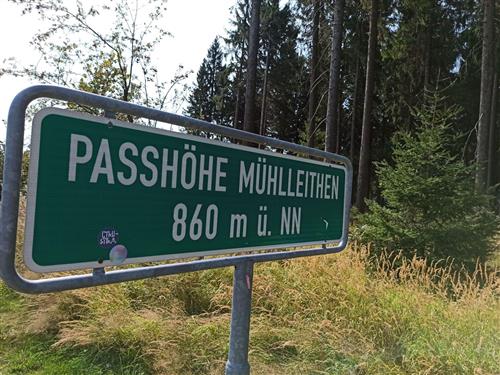 PASSHÖHE MÜHLLEITHEN
860 m ü. NN